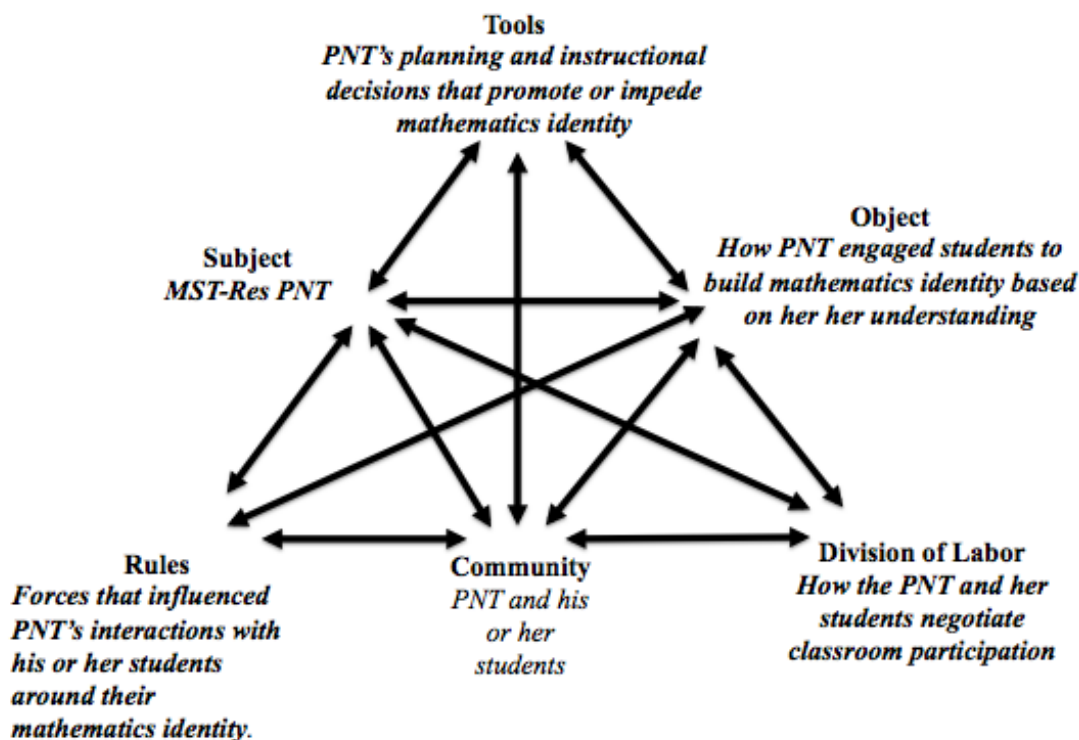 Tools
PNT’s planning and instructional
decisions that promote or impede
mathematics identity
Subject
MST-Res PNT
Object
How PNT engaged students to
build mathematics identity based
on her her understanding
Rules
Forces that influenced
PNT’s interactions with
his or her students
around their
mathematics identity.
Community
PNT and his
or her
students
Division of Labor
How the PNT and her
students negotiate
classroom participation